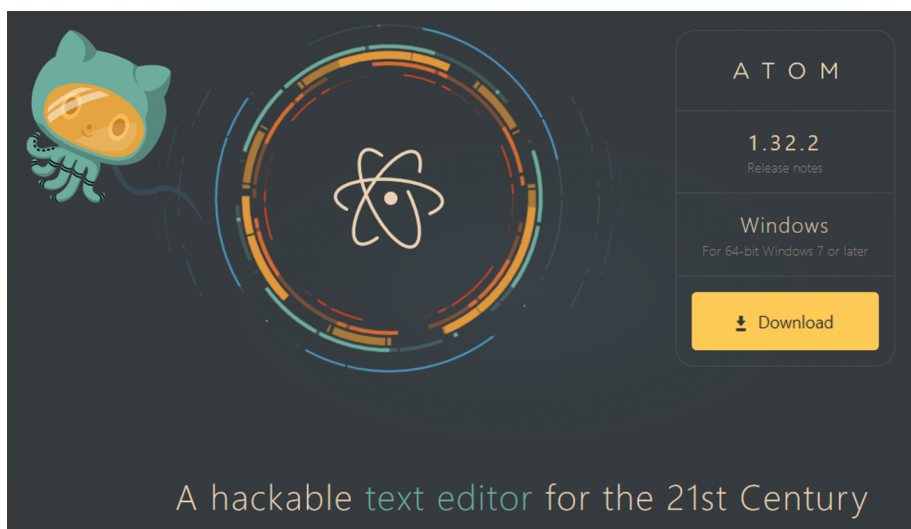 ATOM
1.32.2
Release notes
Windows
For 64-bit Windows 7 or later
Download
A hackable text editor for the 21st Century